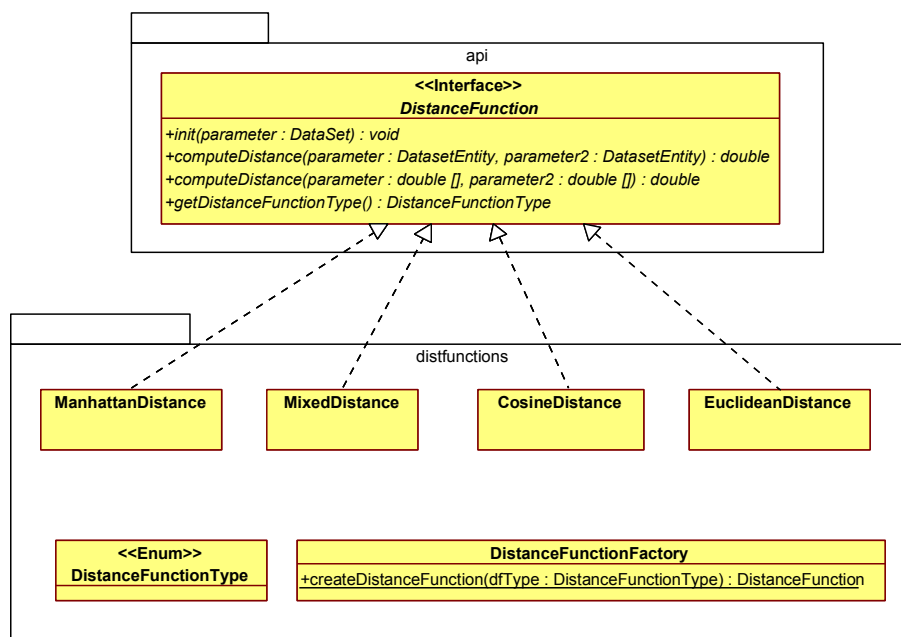 api
<<Interface>>
DistanceFunction
+init(parameter : DataSet) : void
+computeDistance(parameter : DatasetEntity, parameter2 : DatasetEntity) : double
+computeDistance(parameter : double [], parameter2 : double []) : double
+getDistanceFunctionType() : DistanceFunctionType
distfunctions
ManhattanDistance
MixedDistance
CosineDistance
EuclideanDistance
<<Enum>>
DistanceFunctionType
DistanceFunctionFactory
+createDistanceFunction(dfType : DistanceFunctionType) : DistanceFunction